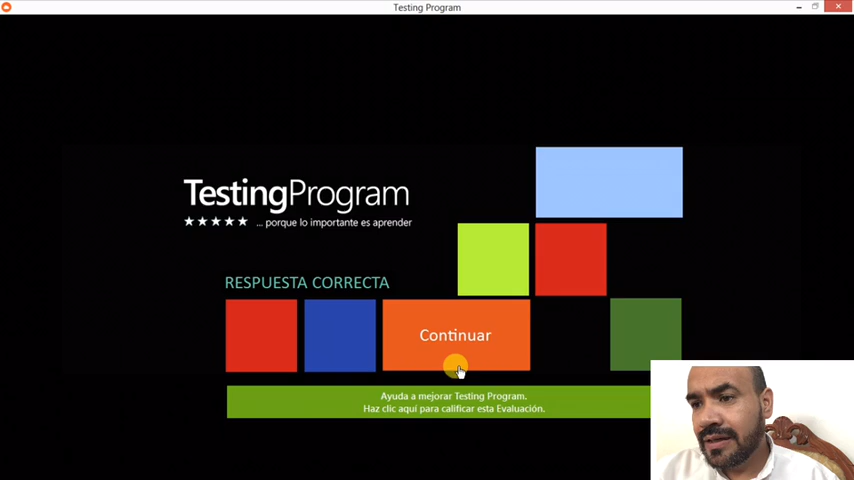 Testing Program
TestingProgram
... porque lo importante es aprender
RESPUESTA CORRECTA
Continuar
Ayuda a mejorar Testing Program.
Haz clic aquí para calificar esta Evaluación.